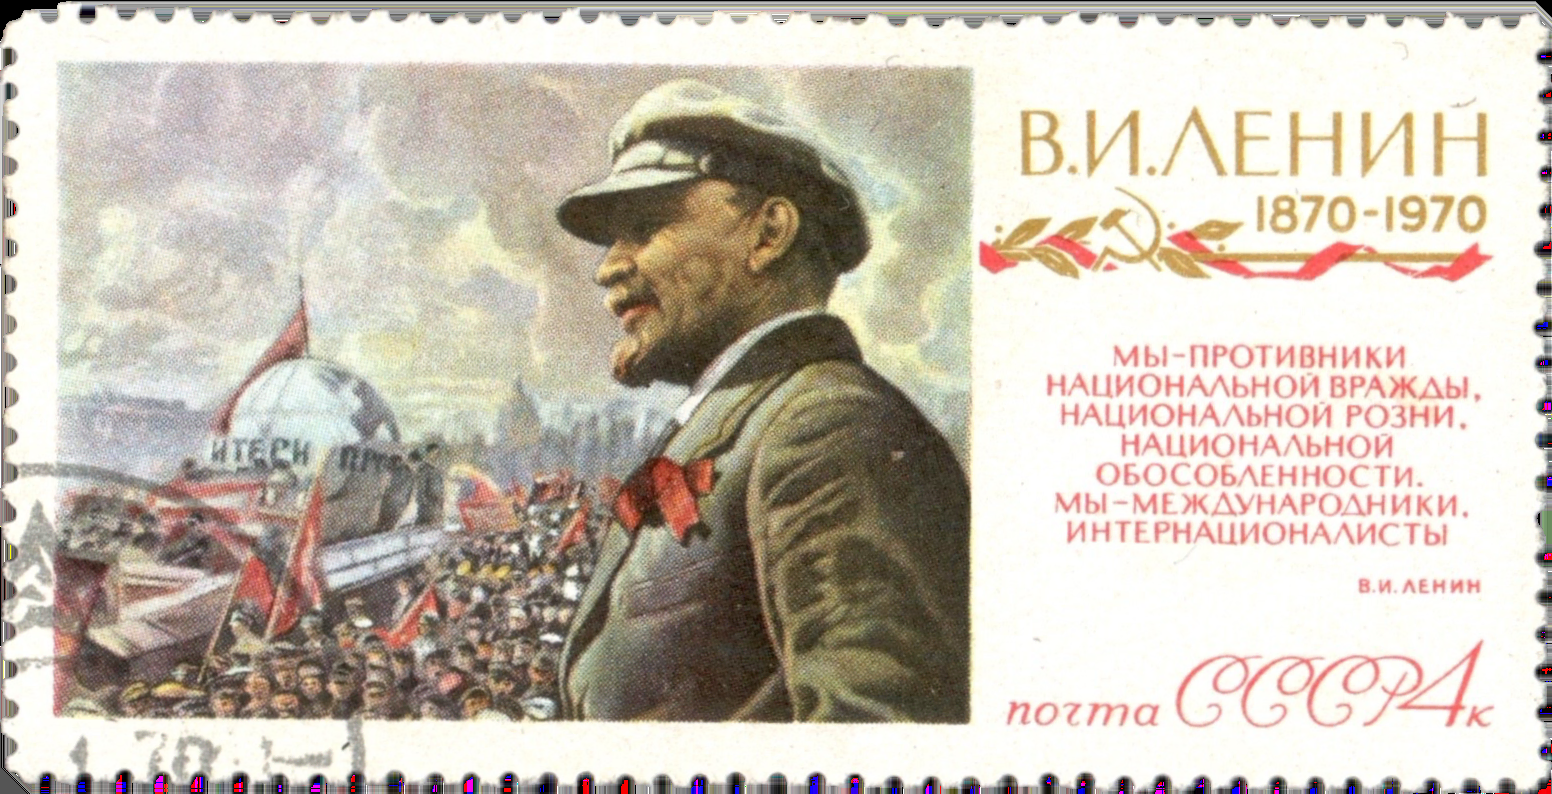 В.И.ЛЕНИН
1870-1970
МЫ-ПРОТИВНИКИ
НАЦИОНАЛЬНОЙ ВРАЖДЫ,
НАЦИОНАЛЬНОЙ РОЗНИ,
НАЦИОНАЛЬНОЙ
ОБОСОБЛЕННОСТИ.
МЫ-МЕЖДУНАРОДНИКИ,
ИНТЕРНАЦИОНАЛИСТЫ
В.И.ЛЕНИН
почта СССР 4к